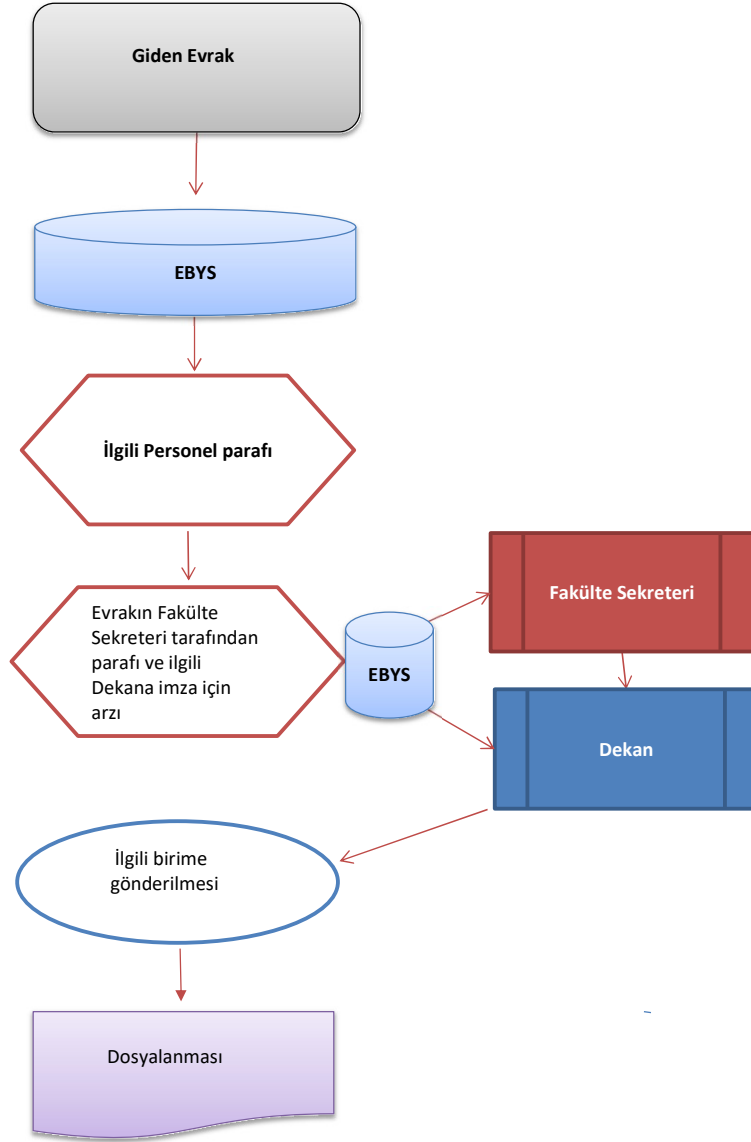 Giden Evrak
EBYS
İlgili Personel parafı
Evrakın Fakülte
Sekreteri tarafından
parafı ve ilgili
Dekana imza için
arzı
EBYS
Fakülte Sekreteri
Dekan
İlgili birime
gönderilmesi
Dosyalanması